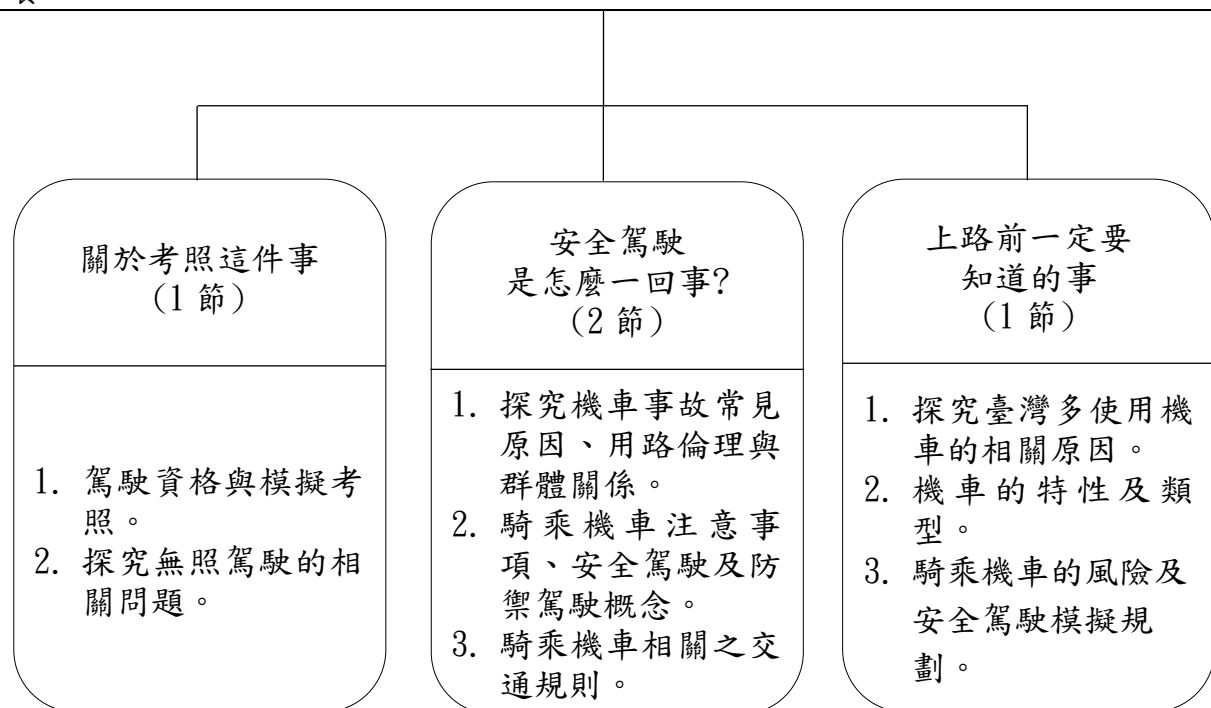 關於考照這件事
(1 節)
1. 駕駛資格與模擬考
照。
2. 探究無照駕駛的相
關問題。
安全駕駛
是怎麼一回事?
(2 節)
1. 探究機車事故常見
原因、用路倫理與
群體關係。
2. 騎乘機車注意事
項、安全駕駛及防
禦駕駛概念。
3. 騎乘機車相關之交
通規則。
上路前一定要
知道的事
(1 節)
1. 探究臺灣多使用機
車的相關原因。
2. 機車的特性及類
型。
3. 騎乘機車的風險及
安全駕駛模擬規
劃。